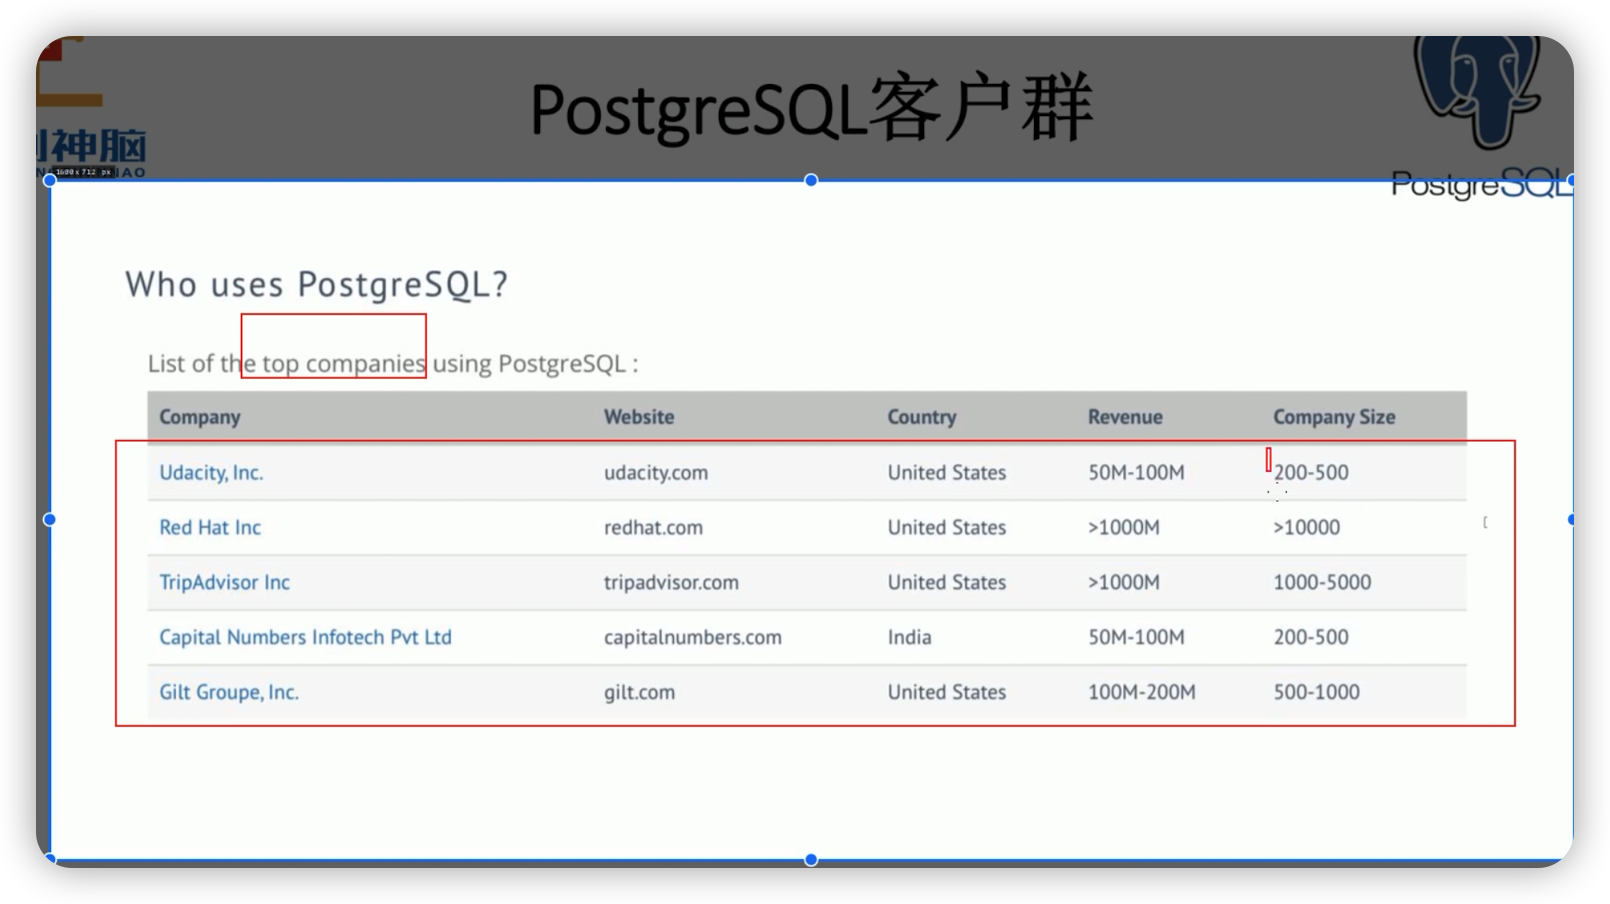 PostgreSQL客户群
神脑
1600x712 px
IAO
PostgreSQL
Who uses PostgreSQL?
List of the top companies using PostgreSQL :
Company Website Country Revenue Company Size
Udacity, Inc. udacity.com United States 50M-100M 200-500
Red Hat Inc redhat.com United States >1000M >10000
TripAdvisor Inc tripadvisor.com United States >1000M 1000-5000
Capital Numbers Infotech Pvt Ltd capitalnumbers.com India 50M-100M 200-500
Gilt Groupe, Inc. gilt.com United States 100M-200M 500-1000